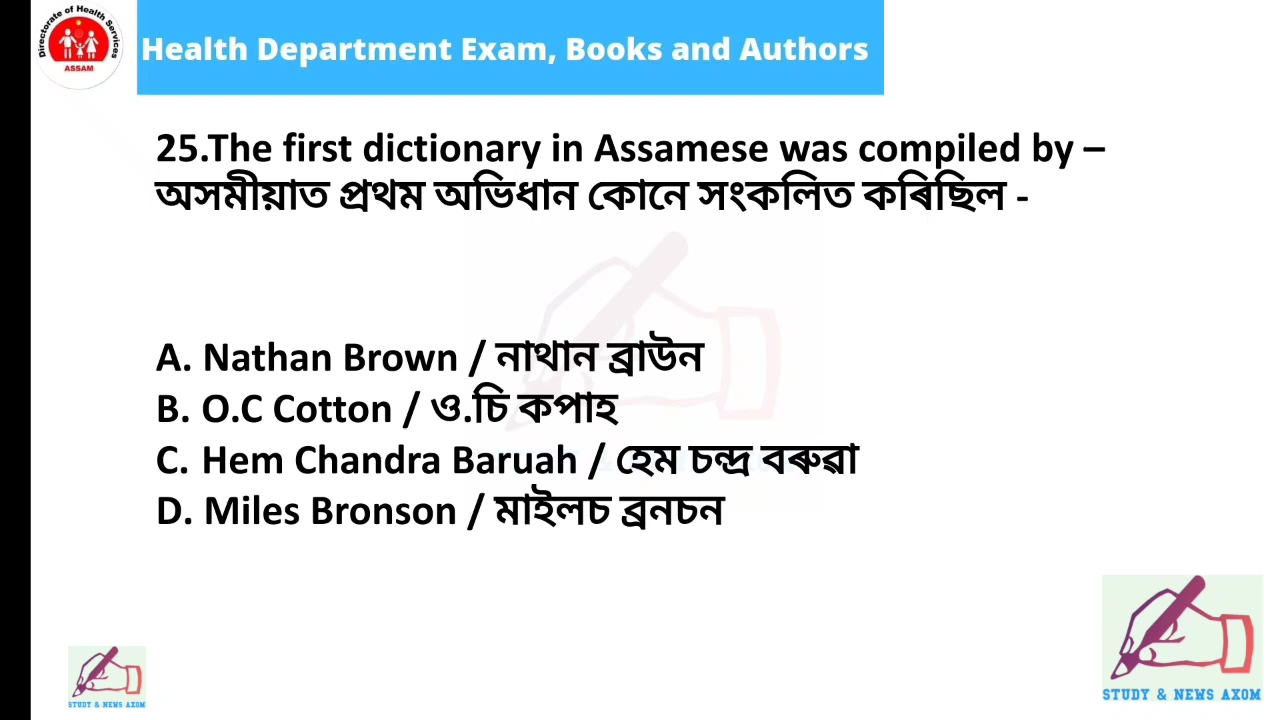 Directorate of Health Services
ASSAM
Health Department Exam, Books and Authors
25.The first dictionary in Assamese was compiled by –
অসমীয়াত প্ৰথম অভিধান কোনে সংকলিত কৰিছিল -
A. Nathan Brown / নাথান ব্ৰাউন
B. O.C Cotton / ও.চি কপাহ
C. Hem Chandra Baruah / হেম চন্দ্ৰ বৰুৱা
D. Miles Bronson / মাইলচ ব্ৰনচন
STUDY & NEWS AXOM
STUDY & NEWS AXOM